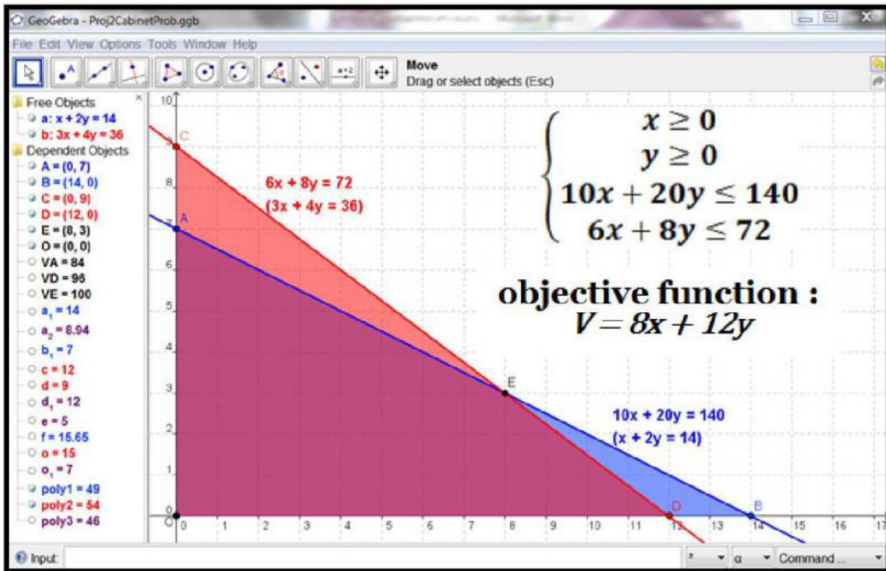 GeoGebra - Proj2CabinetProb.ggb
File Edit View Options Tools Window Help
A
a=2
Move
Drag or select objects (Esc)
Free Objects
a: x + 2y = 14
b: 3x + 4y = 36
Dependent Objects
A = (0, 7)
B = (14, 0)
C = (0, 9)
D = (12, 0)
E = (8, 3)
O = (0, 0)
VA = 84
VD = 96
VE = 100
a₁ = 14
a₂ = 8.94
b₁ = 7
c = 12
d = 9
d₁ = 12
e = 5
f = 15.65
o = 15
o₁ = 7
poly1 = 49
poly2 = 54
poly3 = 46
10
9
8
7
6
5
4
3
2
1
0
C
A
E
D
B
O
6x + 8y = 72
(3x + 4y = 36)
x ≥ 0
y ≥ 0
10x + 20y ≤ 140
6x + 8y ≤ 72
objective function :
V = 8x + 12y
10x + 20y = 140
(x + 2y = 14)
0 1 2 3 4 5 6 7 8 9 10 11 12 13 14 15 16 17
Input:
α
Command ...